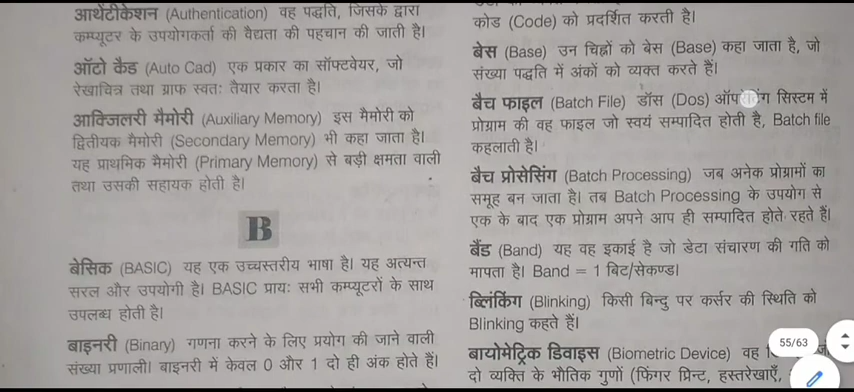 आथेंटीकेशन (Authentication) वह पद्धति, जिसके द्वारा
कम्प्यूटर के उपयोगकर्ता की वैद्यता की पहचान की जाती है।
ऑटो कैड (Auto Cad) एक प्रकार का सॉफ्टवेयर, जो
रेखाचित्र तथा ग्राफ स्वतः तैयार करता है।
आक्जिलरी मैमोरी (Auxiliary Memory) इस मैमोरी को
द्वितीयक मैमोरी (Secondary Memory) भी कहा जाता है।
यह प्राथमिक मैमोरी (Primary Memory) से बड़ी क्षमता वाली
तथा उसकी सहायक होती है।
B
बेसिक (BASIC) यह एक उच्चस्तरीय भाषा है। यह अत्यन्त
सरल और उपयोगी है। BASIC प्रायः सभी कम्प्यूटरों के साथ
उपलब्ध होती है।
बाइनरी (Binary) गणना करने के लिए प्रयोग की जाने वाली
संख्या प्रणाली। बाइनरी में केवल 0 और 1 दो ही अंक होते हैं।
कोड (Code) को प्रदर्शित करती है।
बेस (Base) उन चिह्नों को बेस (Base) कहा जाता है, जो
संख्या पद्धति में अंकों को व्यक्त करते हैं।
बैच फाइल (Batch File) डॉस (Dos) सिस्टम में
प्रोग्राम की वह फाइल जो स्वयं सम्पादित होती है, Batch file
कहलाती है।
बैच प्रोसेसिंग (Batch Processing) जब अनेक प्रोग्रामों का
समूह बन जाता है। तब Batch Processing के उपयोग से
एक के बाद एक प्रोग्राम अपने आप ही सम्पादित होते रहते हैं।
बैंड (Band) यह वह इकाई है जो डेटा संचारण की गति को
मापता है। Band = 1 बिट/सेकण्ड।
ब्लिंकिंग (Blinking) किसी बिन्दु पर कर्सर की स्थिति को
Blinking कहते हैं।
55/63
बायोमेट्रिक डिवाइस (Biometric Device) वह
दो व्यक्ति के भौतिक गुणों (फिंगर प्रिन्ट, हस्तरेखाएँ,